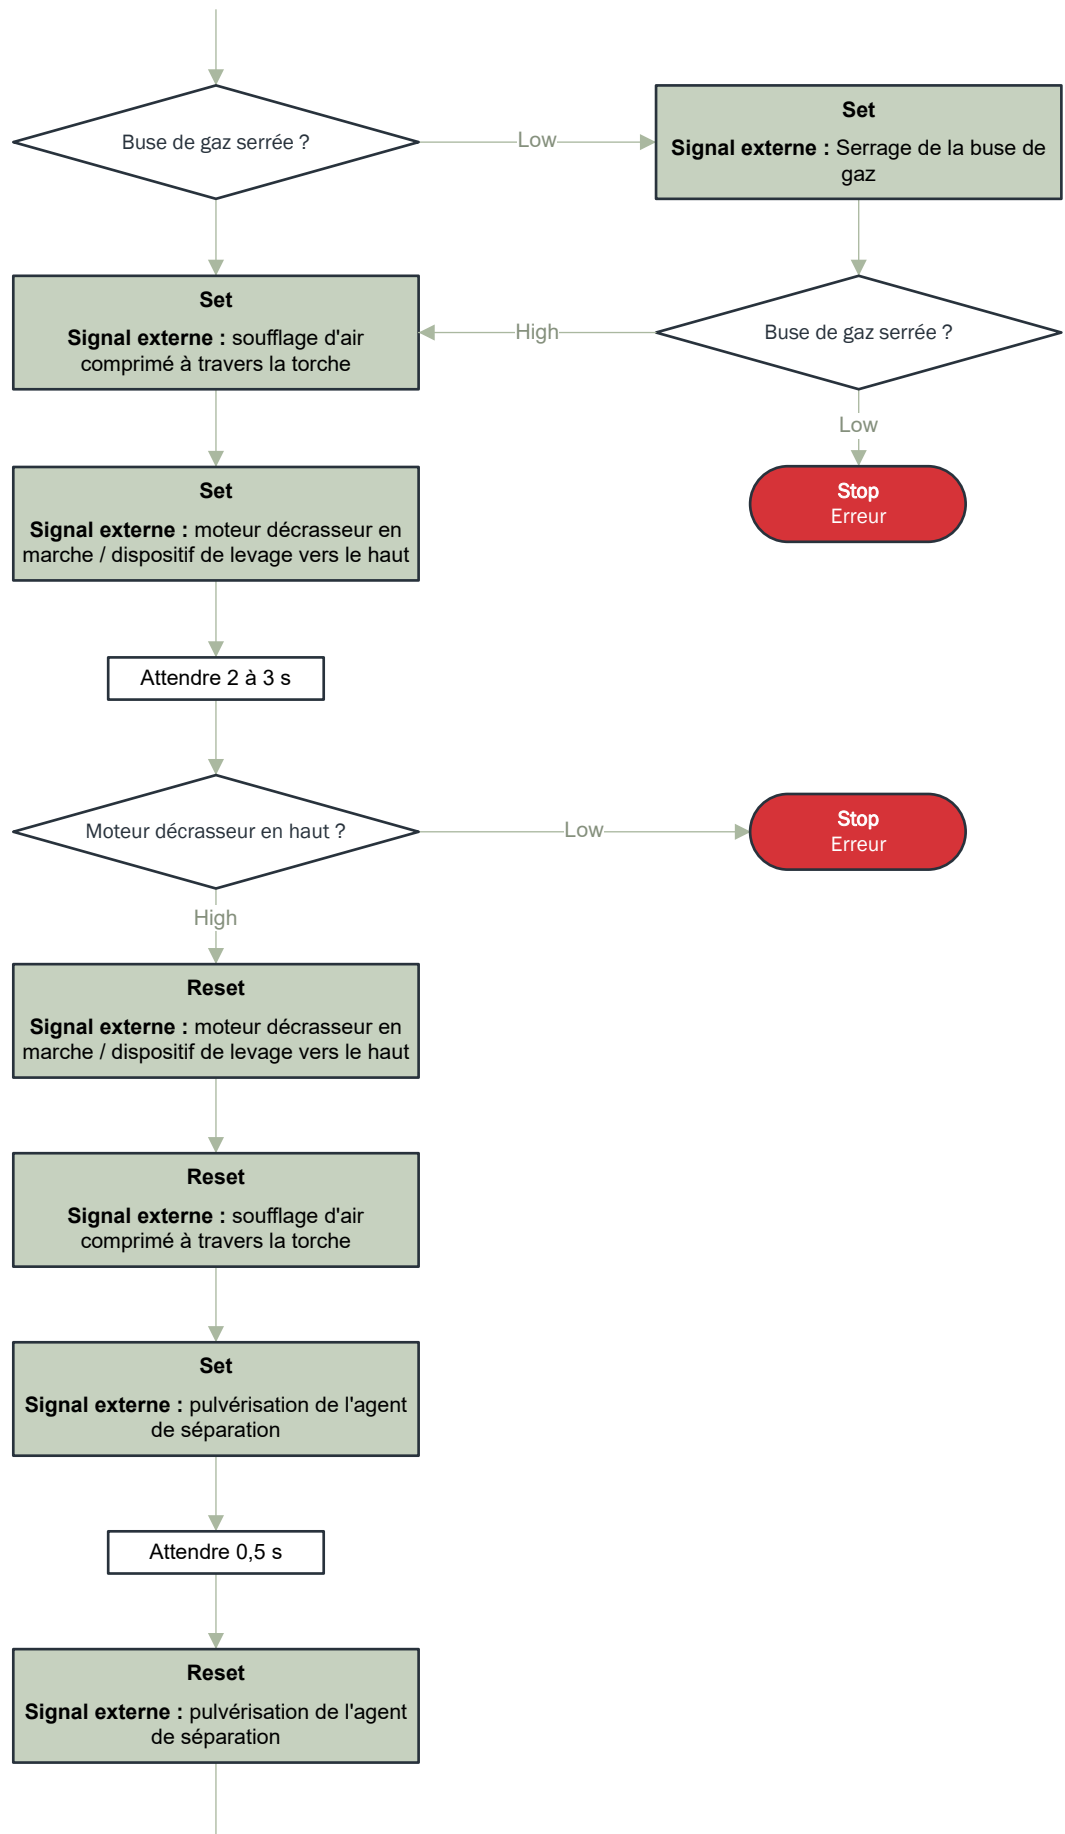 Buse de gaz serrée ?
Low
Set
Signal externe : Serrage de la buse de
gaz
Set
Signal externe : soufflage d'air
comprimé à travers la torche
High
Buse de gaz serrée ?
Low
Stop
Erreur
Set
Signal externe : moteur décrasseur en
marche / dispositif de levage vers le haut
Attendre 2 à 3 s
Moteur décrasseur en haut ?
Low
Stop
Erreur
High
Reset
Signal externe : moteur décrasseur en
marche / dispositif de levage vers le haut
Reset
Signal externe : soufflage d'air
comprimé à travers la torche
Set
Signal externe : pulvérisation de l'agent
de séparation
Attendre 0,5 s
Reset
Signal externe : pulvérisation de l'agent
de séparation